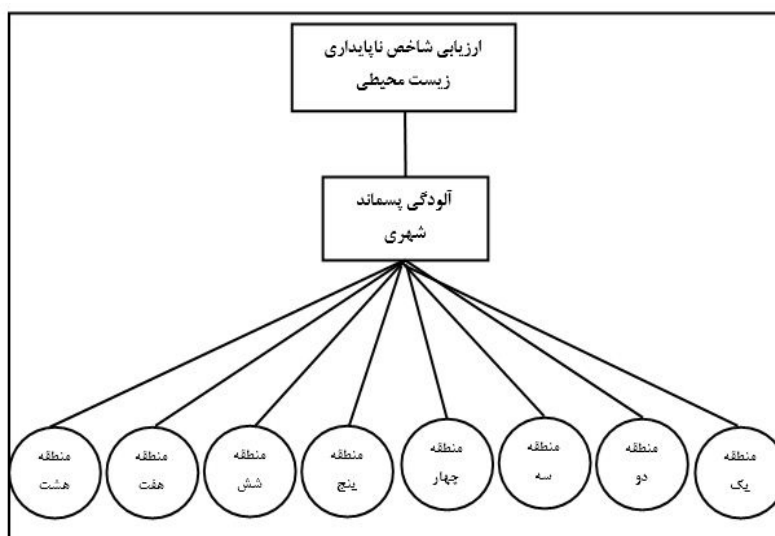 ارزیابی شاخص ناپایداری
زیست محیطی
آلودگی پسماند
شهری
منطقه
یک
منطقه
دو
منطقه
سه
منطقه
چهار
منطقه
پنج
منطقه
شش
منطقه
هفت
منطقه
هشت